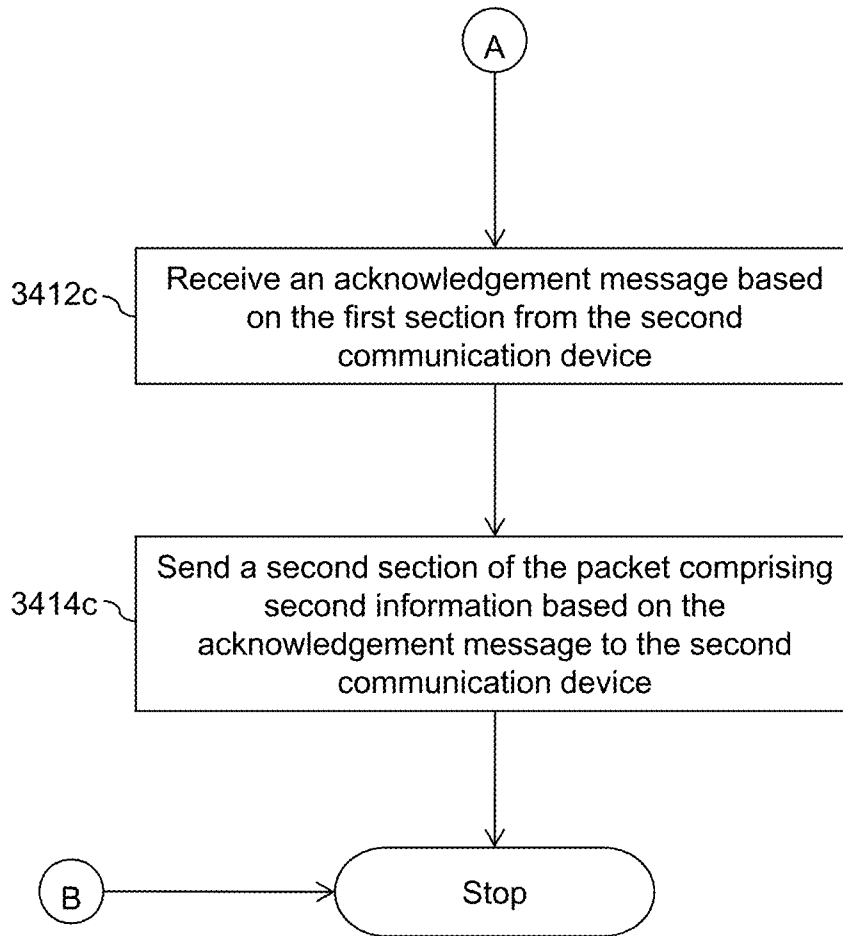 A
3412c
Receive an acknowledgement message based
on the first section from the second
communication device
3414c
Send a second section of the packet comprising
second information based on the
acknowledgement message to the second
communication device
B
Stop